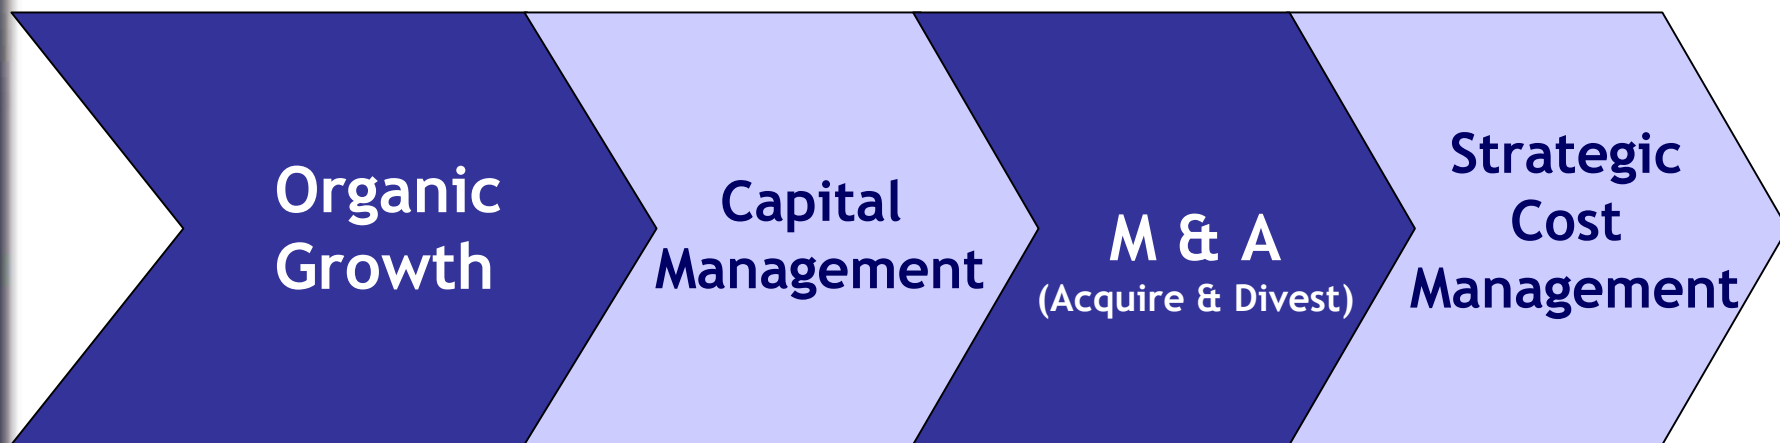 Organic
Growth
Capital
Management
M & A
(Acquire & Divest)
Strategic
Cost
Management